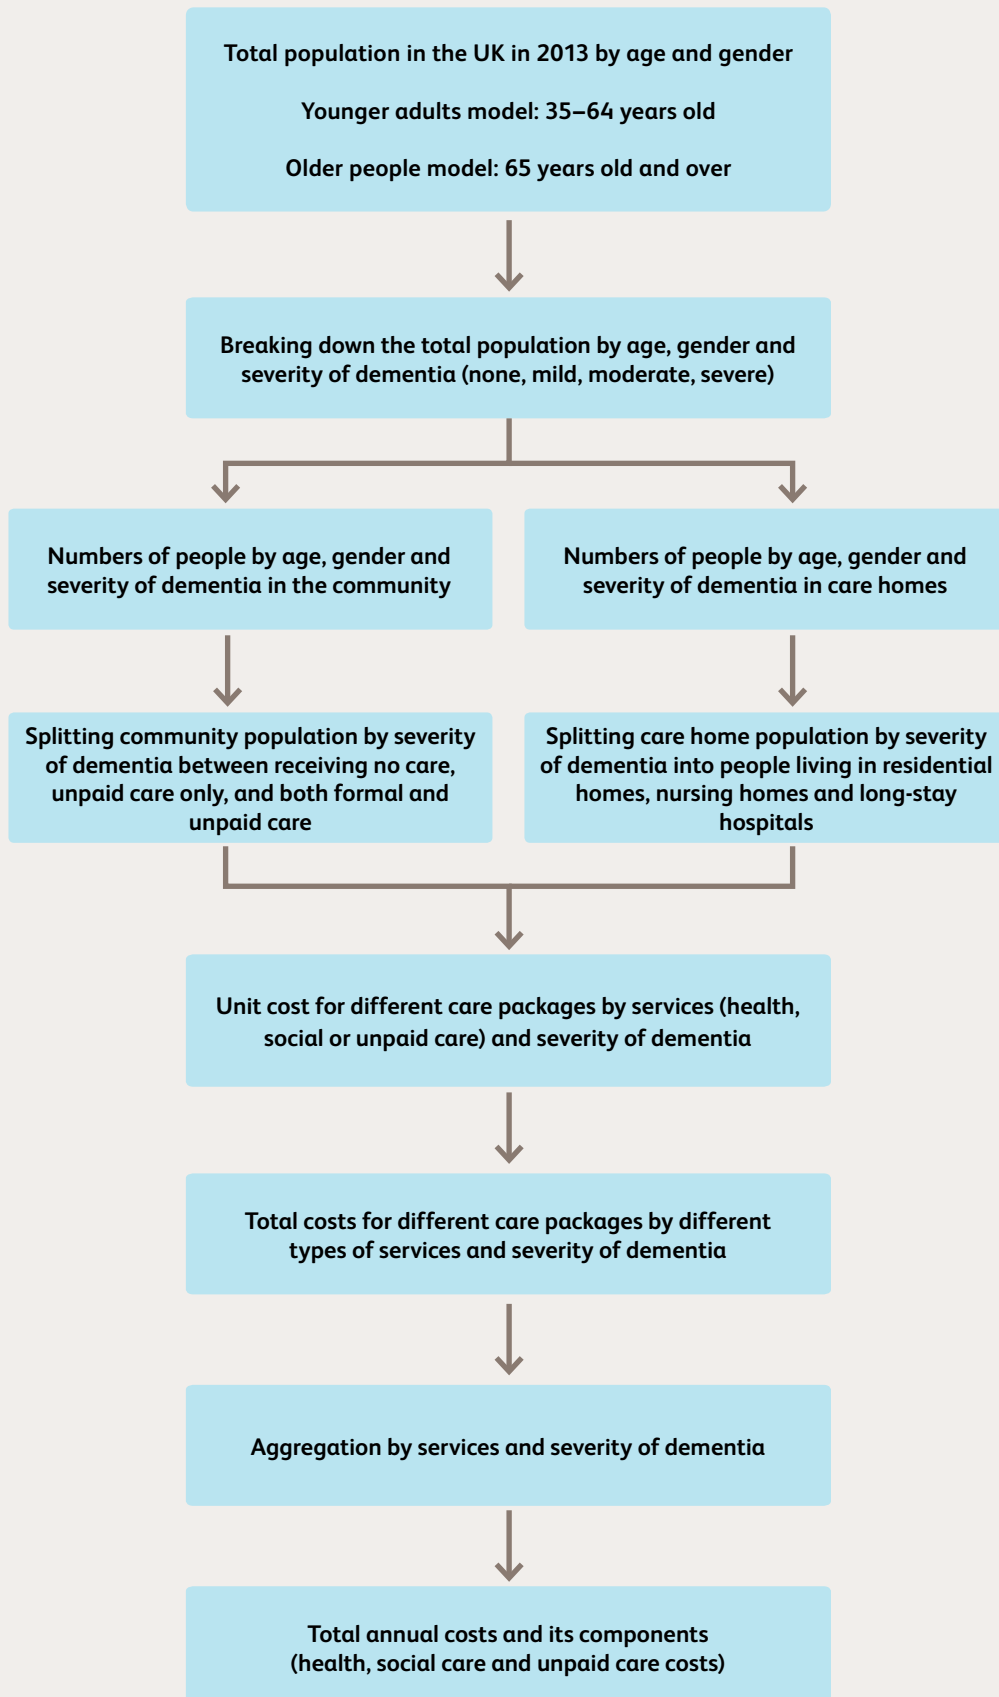 Total population in the UK in 2013 by age and gender
Younger adults model: 35–64 years old
Older people model: 65 years old and over
Breaking down the total population by age, gender and
severity of dementia (none, mild, moderate, severe)
Numbers of people by age, gender and
severity of dementia in the community
Numbers of people by age, gender and
severity of dementia in care homes
Splitting community population by severity
of dementia between receiving no care,
unpaid care only, and both formal and
unpaid care
Splitting care home population by severity
of dementia into people living in residential
homes, nursing homes and long-stay
hospitals
Unit cost for different care packages by services (health,
social or unpaid care) and severity of dementia
Total costs for different care packages by different
types of services and severity of dementia
Aggregation by services and severity of dementia
Total annual costs and its components
(health, social care and unpaid care costs)